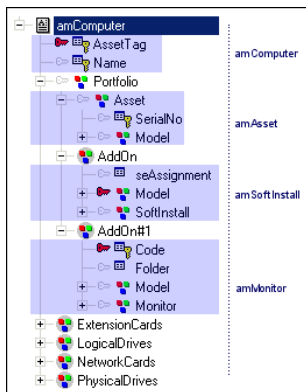 amComputer
AssetTag
Name
amComputer
Portfolio
Asset
SerialNo
Model
amAsset
AddOn
seAssignment
Model
SoftInstall
amSoftInstall
AddOn#1
Code
Folder
Model
Monitor
amMonitor
ExtensionCards
LogicalDrives
NetworkCards
PhysicalDrives